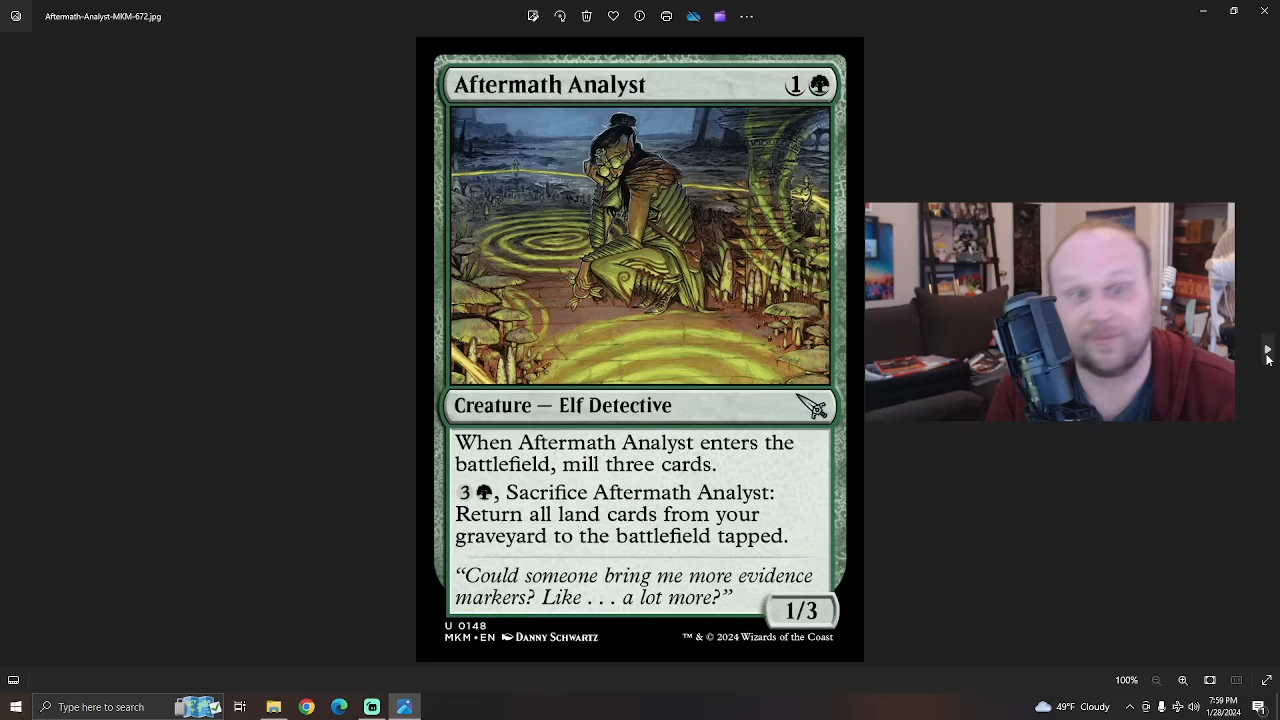 Aftermath-Analyst-MKM-672.jpg
Aftermath Analyst 1
Creature — Elf Detective
When Aftermath Analyst enters the
battlefield, mill three cards.
3 , Sacrifice Aftermath Analyst:
Return all land cards from your
graveyard to the battlefield tapped.
“Could someone bring me more evidence
markers? Like . . . a lot more?”
1/3
U 0148
MKM • EN DANNY SCHWARTZ
™ & © 2024 Wizards of the Coast
100%
Type here to search
49°F Cloudy
7:59 PM
1/28/2024